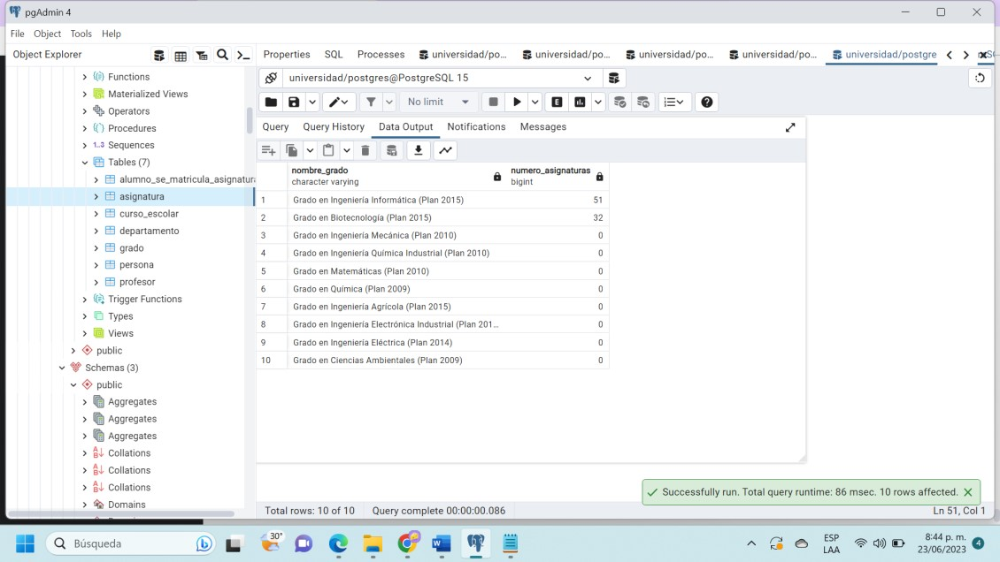 pgAdmin 4
File Object Tools Help
Object Explorer
Functions
Materialized Views
Operators
Procedures
1..3 Sequences
Tables (7)
alumno_se_matricula_asignatura
asignatura
curso_escolar
departamento
grado
persona
profesor
Trigger Functions
Types
Views
public
Schemas (3)
public
Aggregates
Aggregates
Aggregates
Collations
Collations
Collations
Domains
Properties SQL Processes universidad/po... universidad/po... universidad/po... universidad/po... universidad/postgre
universidad/postgres@PostgreSQL 15
No limit
Query Query History Data Output Notifications Messages
nombre_grado numero_asignaturas
character varying bigint
1 Grado en Ingeniería Informática (Plan 2015) 51
2 Grado en Biotecnología (Plan 2015) 32
3 Grado en Ingeniería Mecánica (Plan 2010) 0
4 Grado en Ingeniería Química Industrial (Plan 2010) 0
5 Grado en Matemáticas (Plan 2010) 0
6 Grado en Química (Plan 2009) 0
7 Grado en Ingeniería Agrícola (Plan 2015) 0
8 Grado en Ingeniería Electrónica Industrial (Plan 201... 0
9 Grado en Ingeniería Eléctrica (Plan 2014) 0
10 Grado en Ciencias Ambientales (Plan 2009) 0
Successfully run. Total query runtime: 86 msec. 10 rows affected.
Total rows: 10 of 10 Query complete 00:00:00.086 Ln 51, Col 1
Búsqueda
30°
ESP
LAA
8:44 p. m.
23/06/2023
4